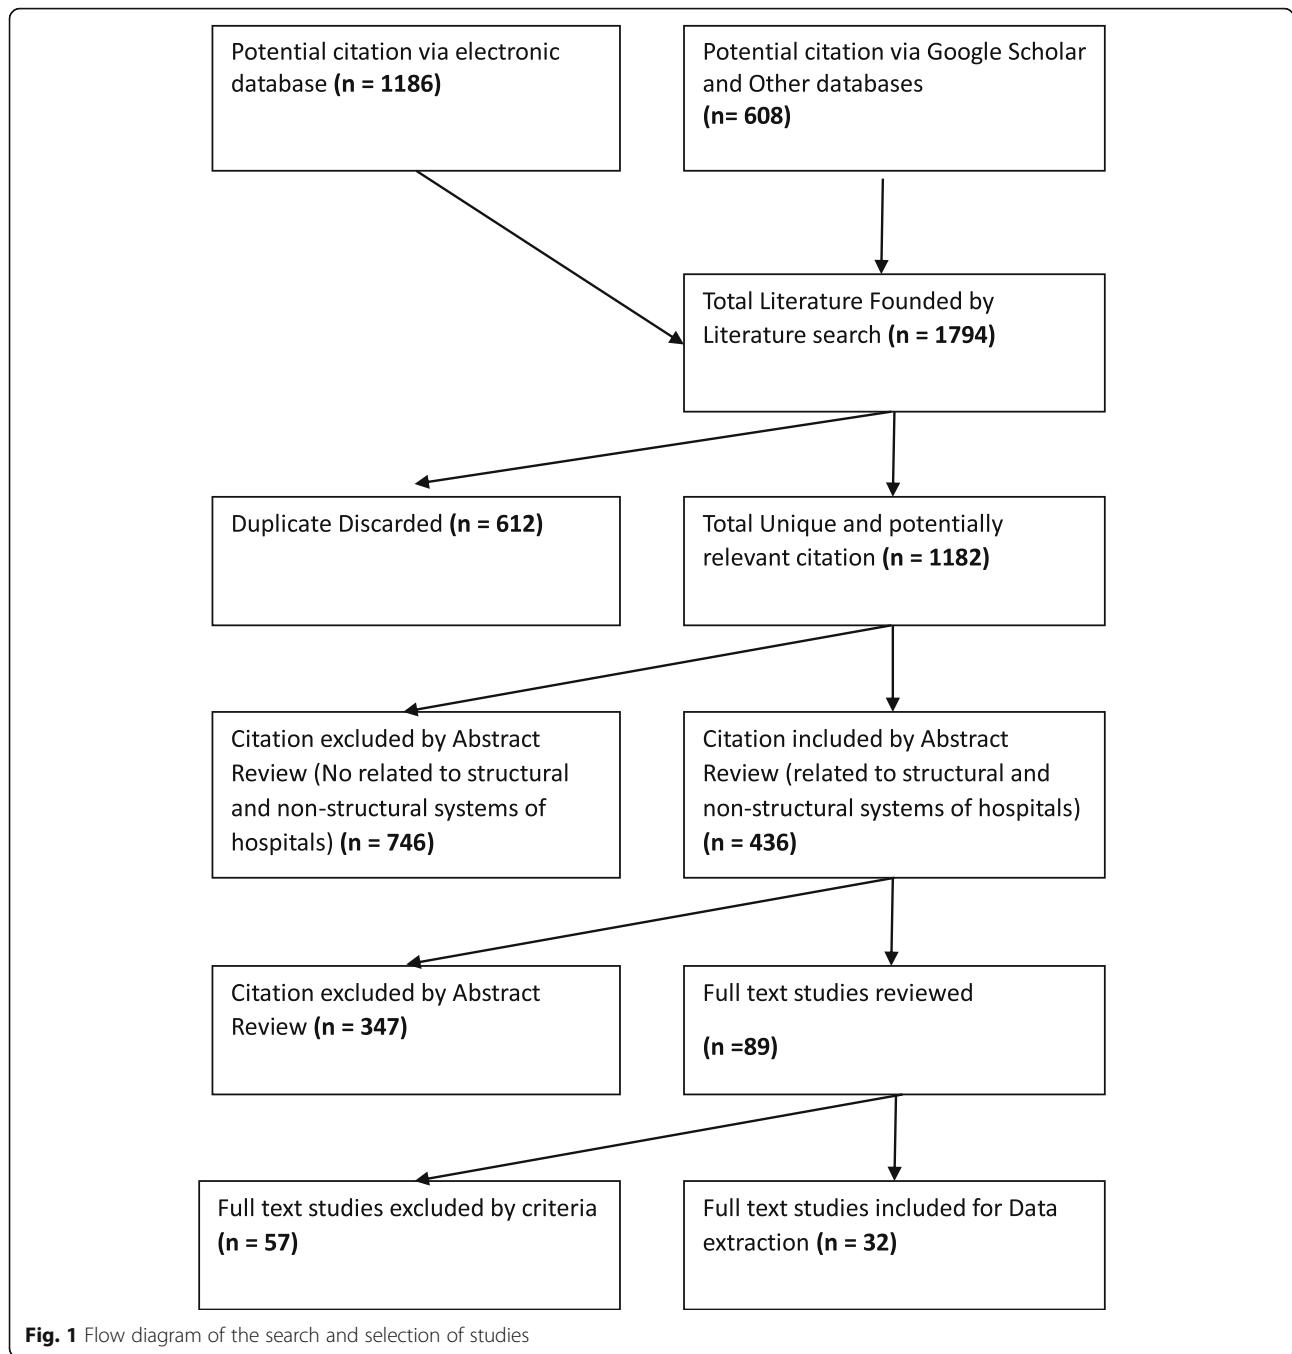 Potential citation via electronic
database (n = 1186)
Potential citation via Google Scholar
and Other databases
(n= 608)
Total Literature Founded by
Literature search (n = 1794)
Duplicate Discarded (n = 612)
Total Unique and potentially
relevant citation (n = 1182)
Citation excluded by Abstract
Review (No related to structural
and non-structural systems of
hospitals) (n = 746)
Citation included by Abstract
Review (related to structural and
non-structural systems of hospitals)
(n = 436)
Citation excluded by Abstract
Review (n = 347)
Full text studies reviewed
(n =89)
Full text studies excluded by criteria
(n = 57)
Full text studies included for Data
extraction (n = 32)
Fig. 1 Flow diagram of the search and selection of studies